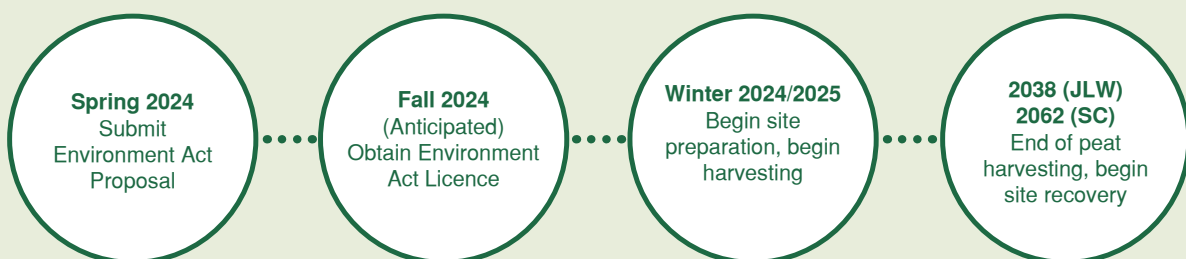 Spring 2024
Submit
Environment Act
Proposal
Fall 2024
(Anticipated)
Obtain Environment
Act Licence
Winter 2024/2025
Begin site
preparation, begin
harvesting
2038 (JLW)
2062 (SC)
End of peat
harvesting, begin
site recovery